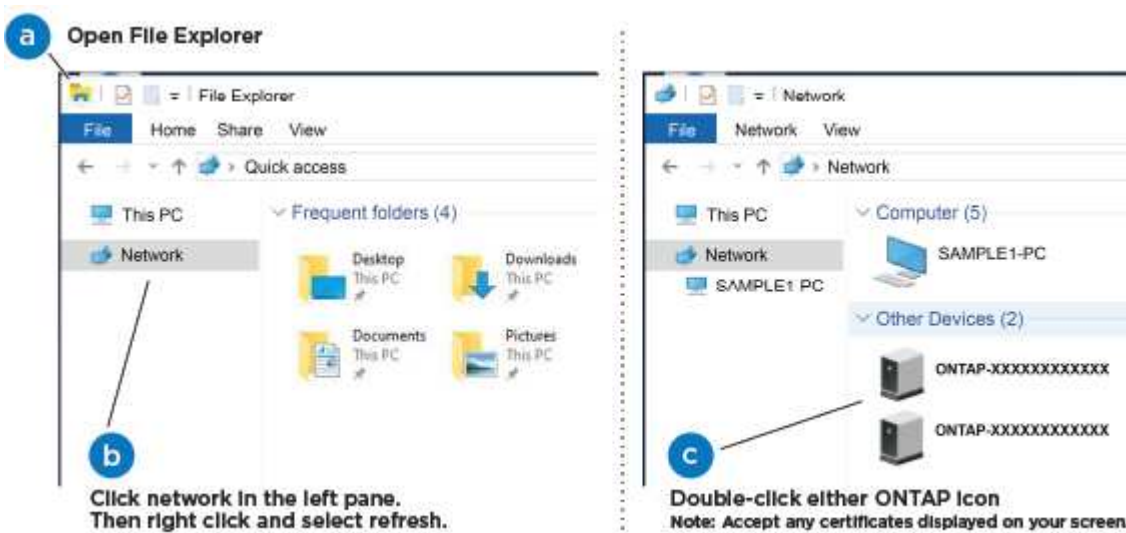 a
Open File Explorer
File Explorer
File Home Share View
Quick access
This PC
Network
Frequent folders (4)
Desktop
This PC
Downloads
This PC
Documents
This PC
Pictures
This PC
b
Click network in the left pane.
Then right click and select refresh.
Network
File Network View
Network
This PC
Network
SAMPLE1 PC
Computer (5)
SAMPLE1-PC
Other Devices (2)
ONTAP-XXXXXXXXXXXX
ONTAP-XXXXXXXXXXXX
c
Double-click either ONTAP icon
Note: Accept any certificates displayed on your screen.